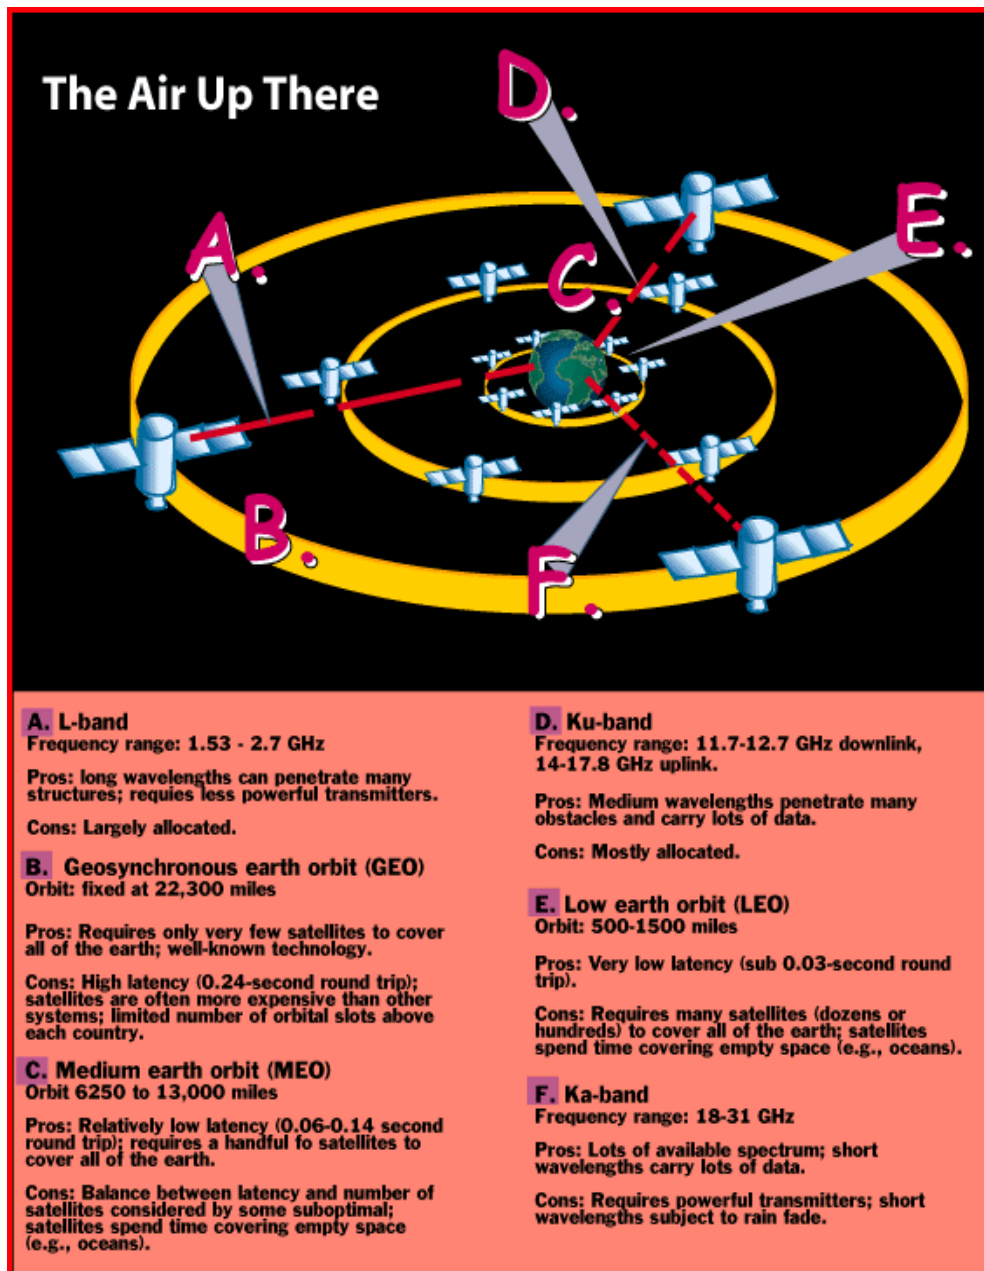 The Air Up There
D.
E.
A.
C.
B.
F.
A. L-band
Frequency range: 1.53 - 2.7 GHz
Pros: long wavelengths can penetrate many
structures; requies less powerful transmitters.
Cons: Largely allocated.
B. Geosynchronous earth orbit (GEO)
Orbit: fixed at 22,300 miles
Pros: Requires only very few satellites to cover
all of the earth; well-known technology.
Cons: High latency (0.24-second round trip);
satellites are often more expensive than other
systems; limited number of orbital slots above
each country.
C. Medium earth orbit (MEO)
Orbit 6250 to 13,000 miles
Pros: Relatively low latency (0.06-0.14 second
round trip); requires a handful fo satellites to
cover all of the earth.
Cons: Balance between latency and number of
satellites considered by some suboptimal;
satellites spend time covering empty space
(e.g., oceans).
D. Ku-band
Frequency range: 11.7-12.7 GHz downlink,
14-17.8 GHz uplink.
Pros: Medium wavelengths penetrate many
obstacles and carry lots of data.
Cons: Mostly allocated.
E. Low earth orbit (LEO)
Orbit: 500-1500 miles
Pros: Very low latency (sub 0.03-second round
trip).
Cons: Requires many satellites (dozens or
hundreds) to cover all of the earth; satellites
spend time covering empty space (e.g., oceans).
F. Ka-band
Frequency range: 18-31 GHz
Pros: Lots of available spectrum; short
wavelengths carry lots of data.
Cons: Requires powerful transmitters; short
wavelengths subject to rain fade.